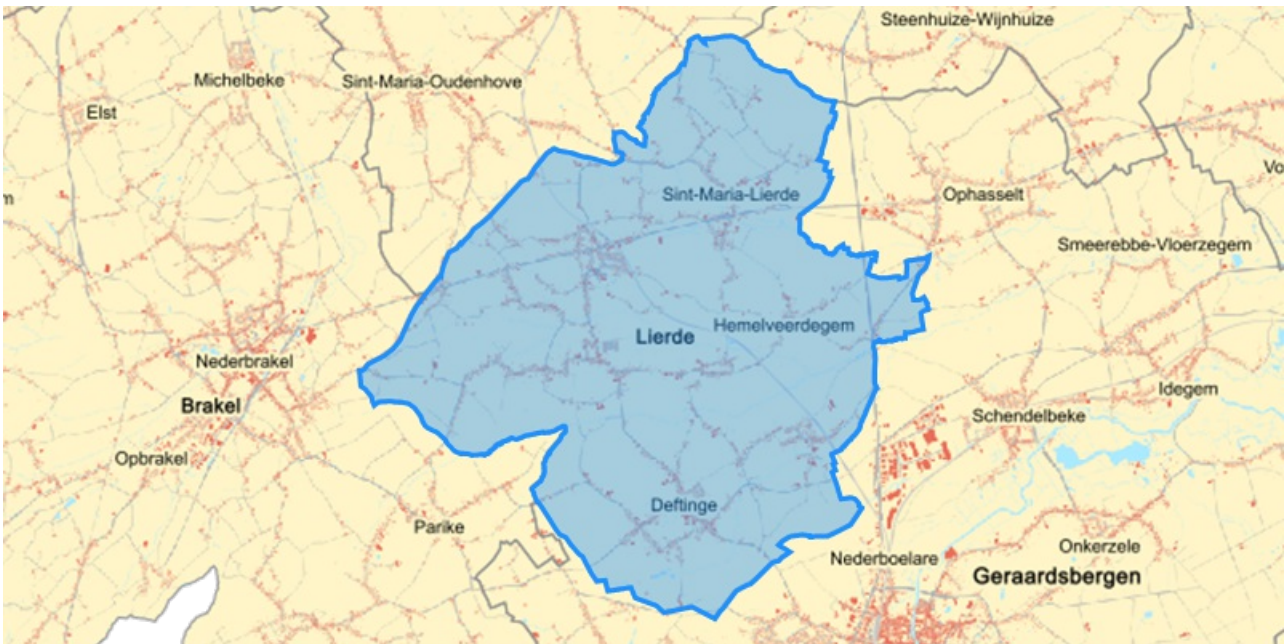 Steenhuize-Wijnhuize
Michelbeke
Sint-Maria-Oudenhove
Elst
Vo
m
Sint-Maria-Lierde
Ophasselt
Smeerebbe-Vloerzegem
Hemelveerdegem
Lierde
Nederbrakel
Idegem
Brakel
Schendelbeke
Opbrakel
Deftinge
Parike
Onkerzele
Nederboelare
Geraardsbergen